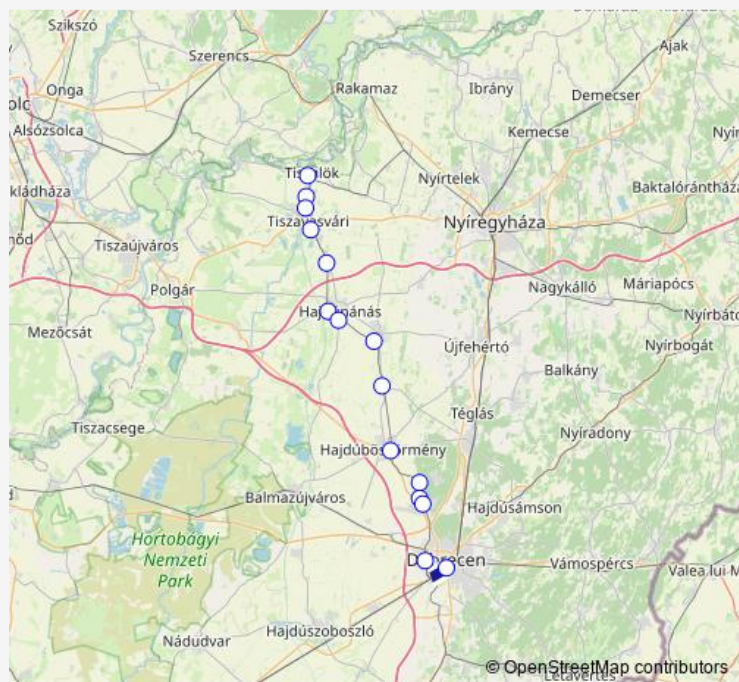 Szikszó
Ajak
Szerencs
Onga
Rakamaz
Ibrány
Demecser
Alsózsolca
Kemecse
Nyírtelek
Baktalórántháza
Nyíregyháza
Tiszavasvári
Tiszaújváros
Polgár
Nagykálló
Máriapócs
Mezőcsát
Újfehértó
Nyírbogát
Balkány
Téglás
Tiszacsege
Nyíradony
Balmazújváros
Hajdúsámson
Hortobágyi
Nemzeti
Park
Vámospércs
Valea lui M
Hajdúszoboszló
Nádudvar
© OpenStreetMap contributors